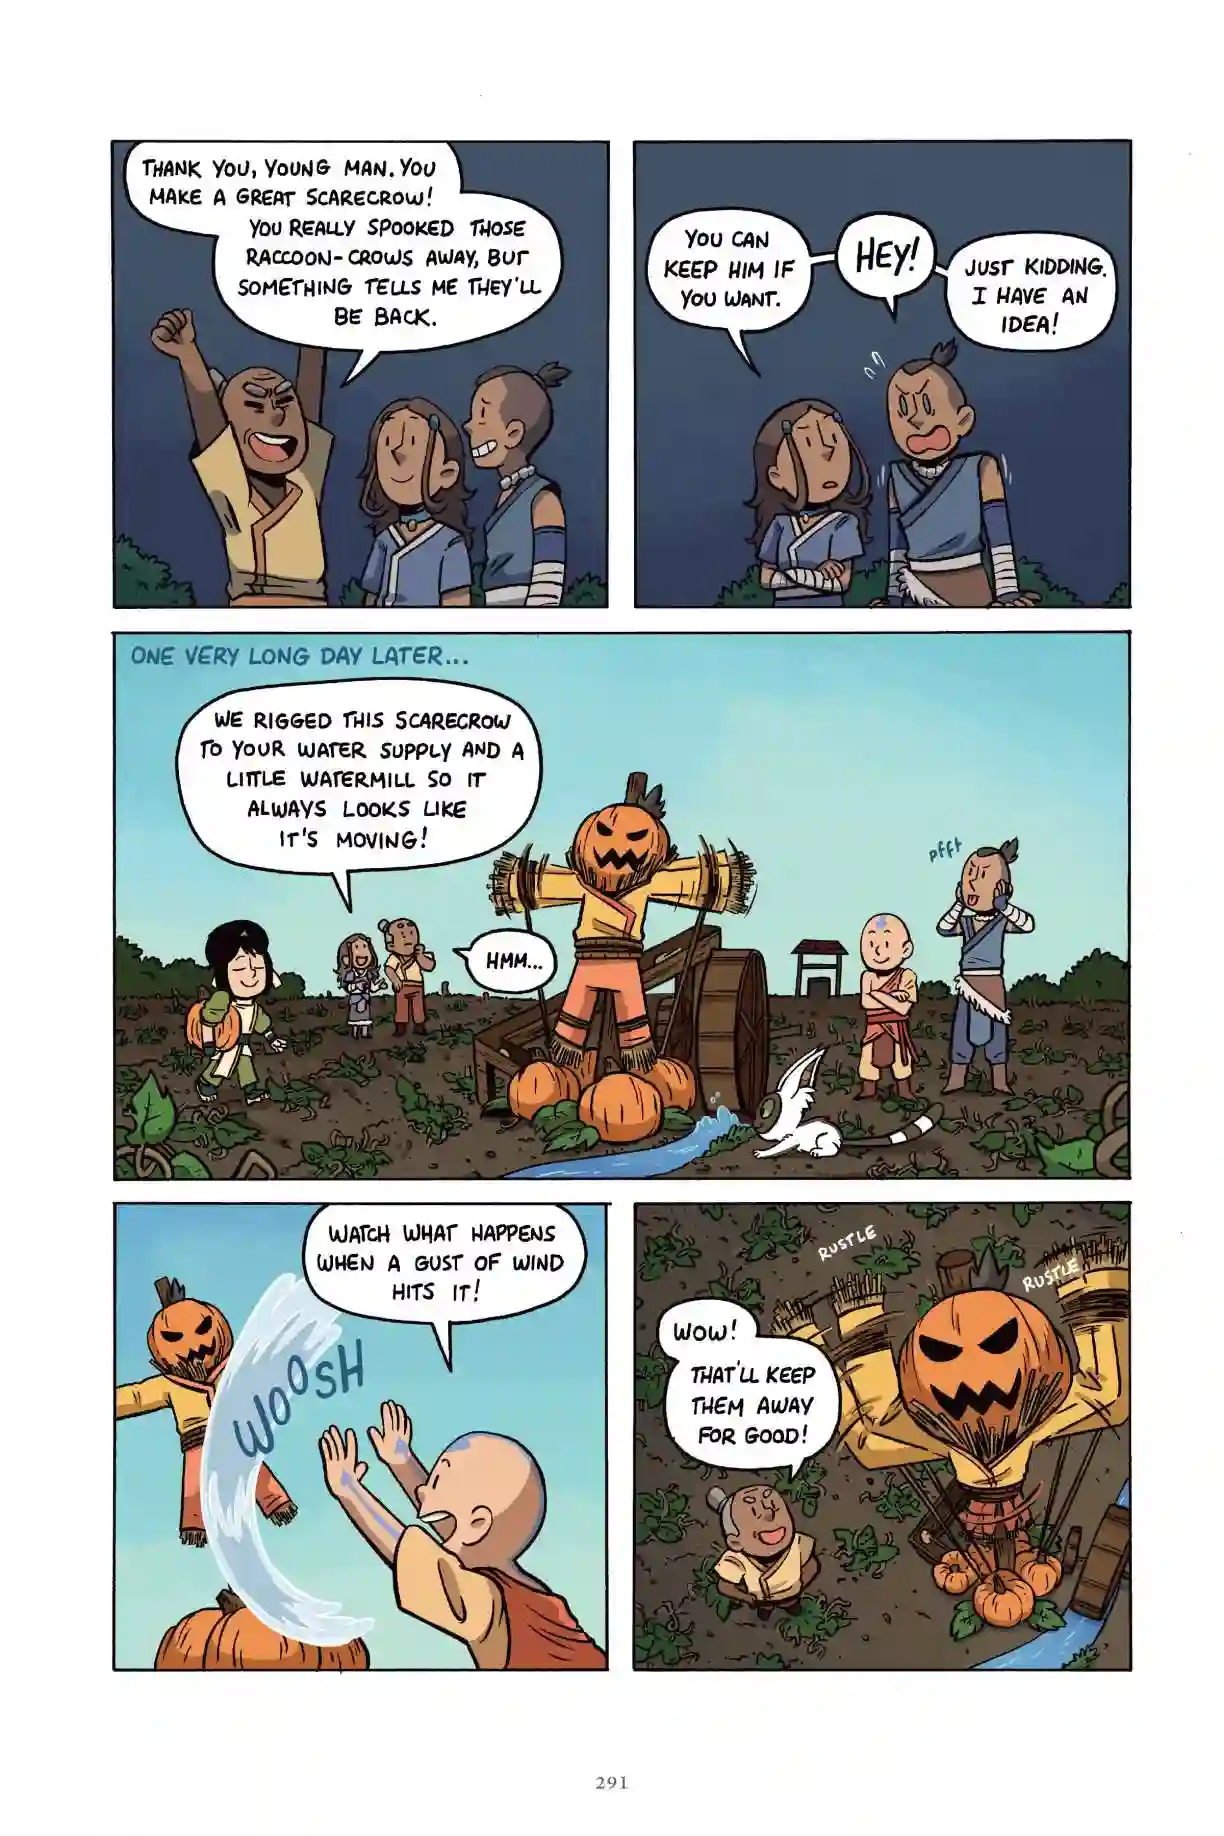 THANK YOU, YOUNG MAN. YOU
MAKE A GREAT SCARECROW!
YOU REALLY SPOOKED THOSE
RACCOON-CROWS AWAY, BUT
SOMETHING TELLS ME THEY'LL
BE BACK.
YOU CAN
KEEP HIM IF
YOU WANT.
HEY!
JUST KIDDING.
I HAVE AN
IDEA!
ONE VERY LONG DAY LATER...
WE RIGGED THIS SCARECROW
TO YOUR WATER SUPPLY AND A
LITTLE WATERMILL SO IT
ALWAYS LOOKS LIKE
IT'S MOVING!
HMM...
pfft
WATCH WHAT HAPPENS
WHEN A GUST OF WIND
HITS IT!
WOOSH
RUSTLE
RUSTLE
WOW!
THAT'LL KEEP
THEM AWAY
FOR GOOD!
291